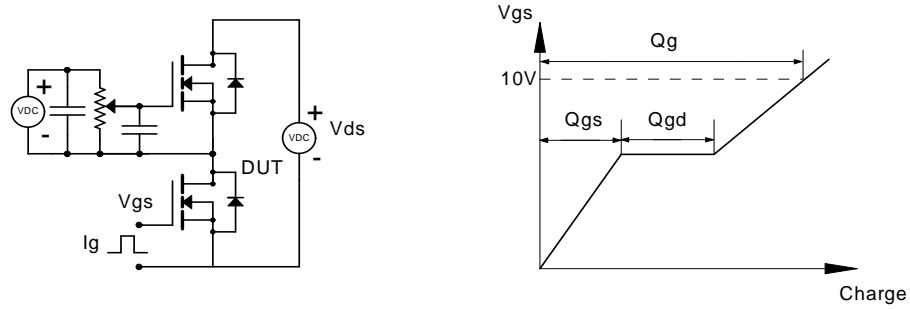 +
VDC
-
+
VDC
-
Vds
DUT
Vgs
Ig
Vgs
Qg
10V
Qgs
Qgd
Charge